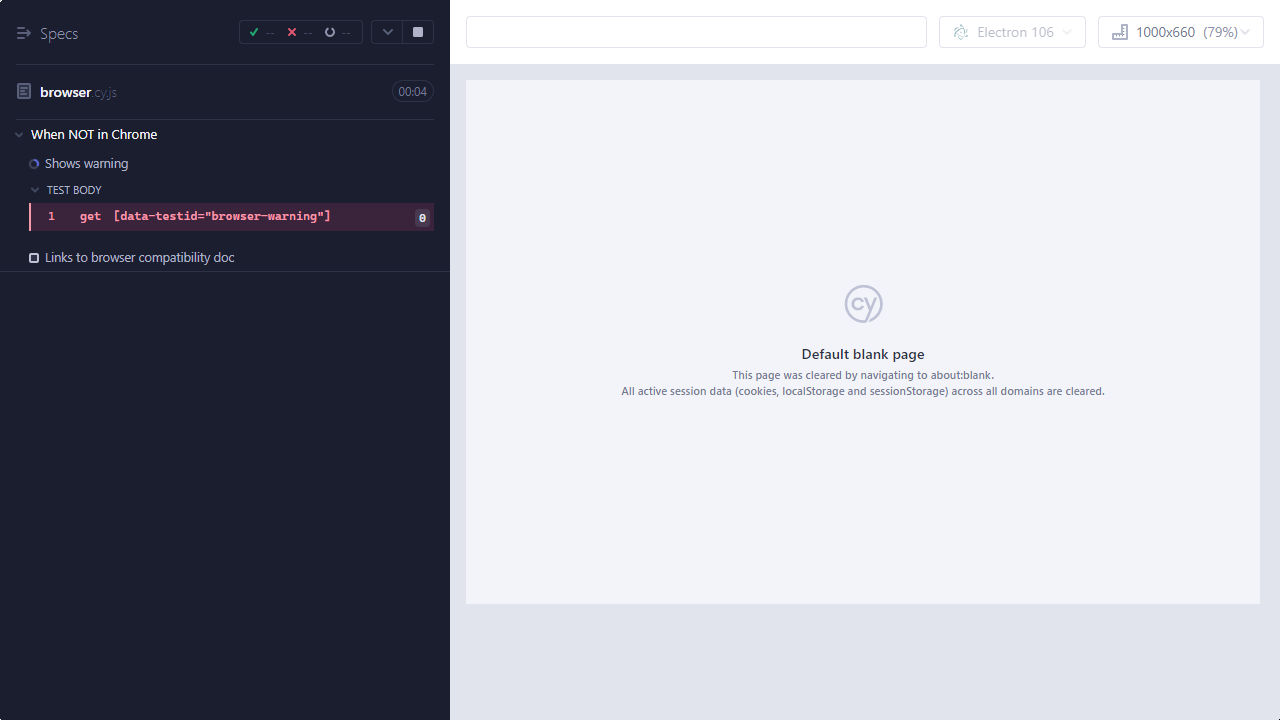 Specs
--
--
--
Electron 106
1000x660 (79%)
browser.cy.js
00:04
When NOT in Chrome
Shows warning
TEST BODY
1 get [data-testid="browser-warning"] 0
Links to browser compatibility doc
cy
Default blank page
This page was cleared by navigating to about:blank.
All active session data (cookies, localStorage and sessionStorage) across all domains are cleared.